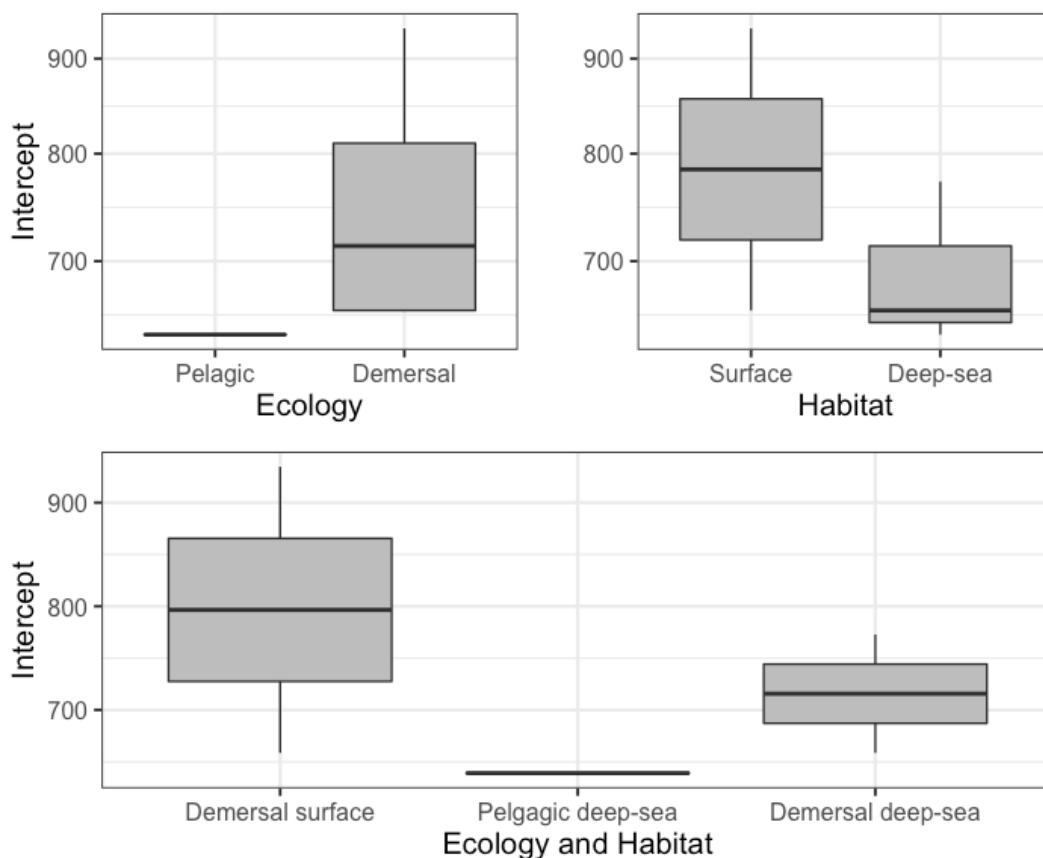 Intercept
900
800
700
Pelagic Demersal
Ecology
900
800
700
Surface Deep-sea
Habitat
Intercept
900
800
700
Demersal surface Pelgagic deep-sea Demersal deep-sea
Ecology and Habitat